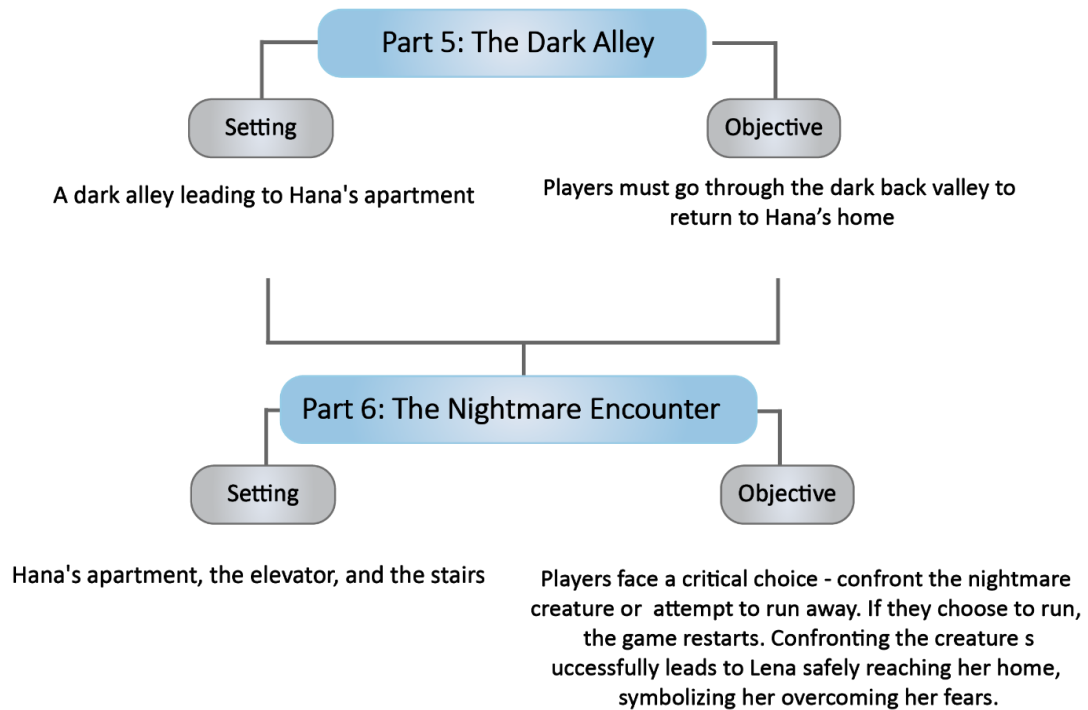 Part 5: The Dark Alley
Setting
Objective
A dark alley leading to Hana's apartment
Players must go through the dark back valley to
return to Hana’s home
Part 6: The Nightmare Encounter
Setting
Objective
Hana's apartment, the elevator, and the stairs
Players face a critical choice - confront the nightmare
creature or  attempt to run away. If they choose to run,
the game restarts. Confronting the creature s
uccessfully leads to Lena safely reaching her home,
symbolizing her overcoming her fears.